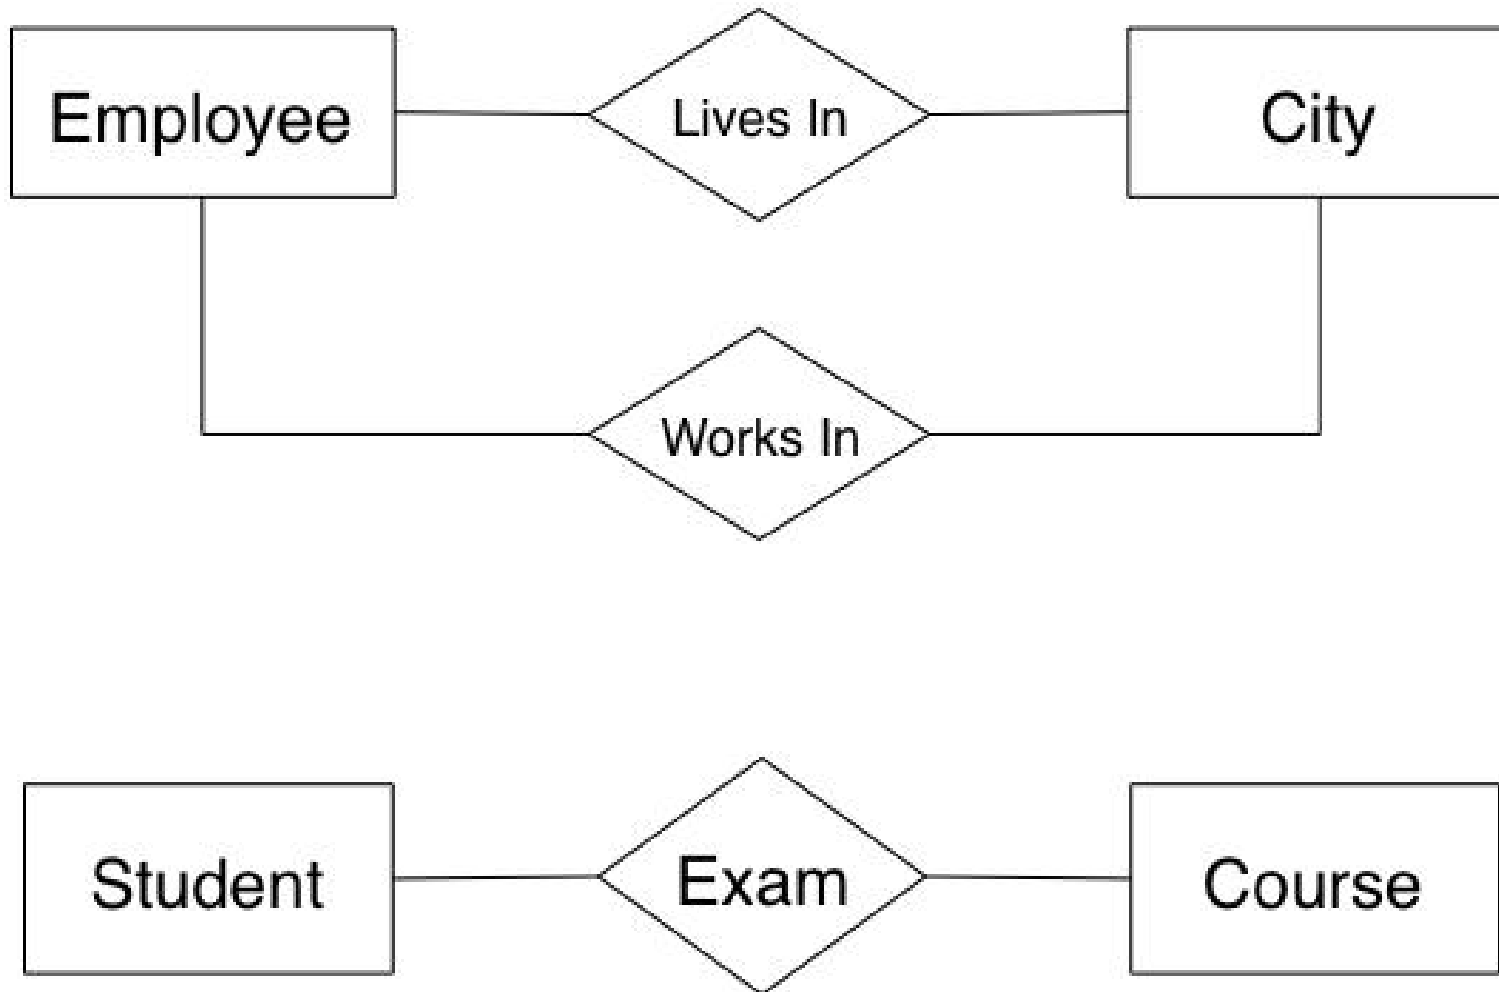 Employee
Lives In
City
Works In
Student
Exam
Course